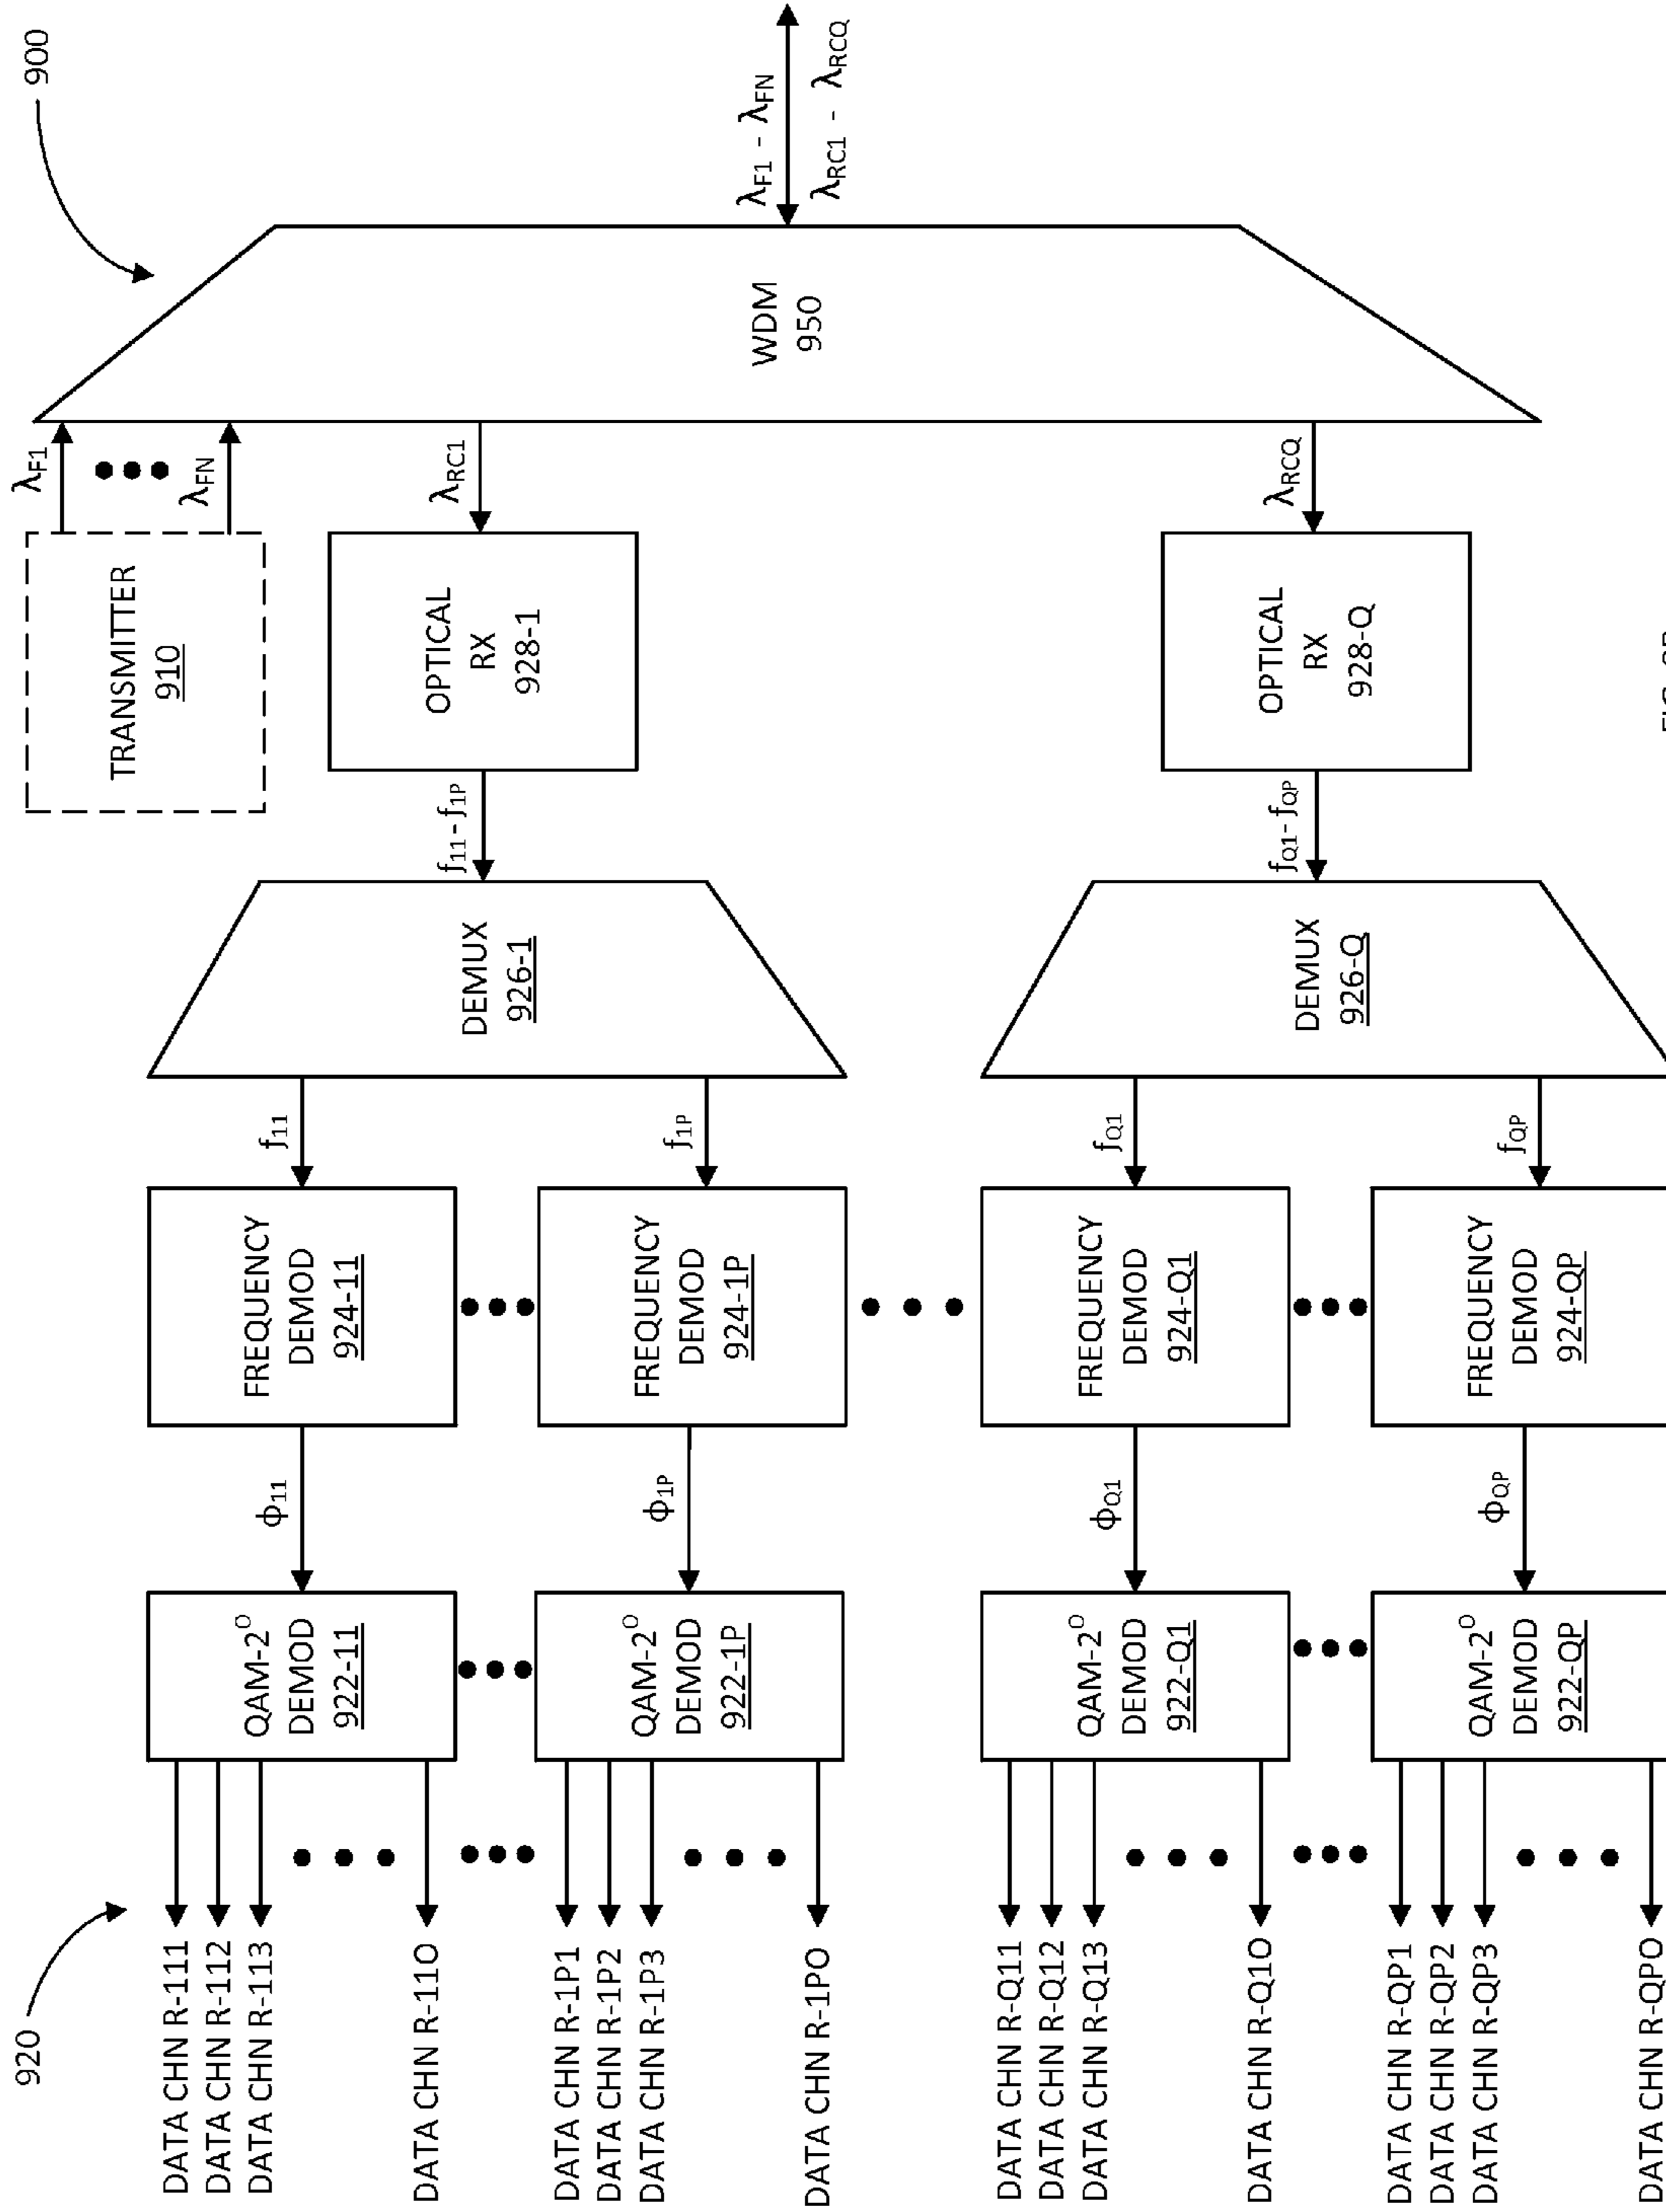 900
920
λF1
λFN
TRANSMITTER
910
WDM
950
λF1 - λFN
λRC1 - λRCQ
λRC1
λRCQ
OPTICAL
RX
928-1
OPTICAL
RX
928-Q
f11 - f1P
fQ1 - fQP
DEMUX
926-1
DEMUX
926-Q
f11
f1P
fQ1
fQP
FREQUENCY
DEMOD
924-11
FREQUENCY
DEMOD
924-1P
FREQUENCY
DEMOD
924-Q1
FREQUENCY
DEMOD
924-QP
ϕ11
ϕ1P
ϕQ1
ϕQP
QAM-2^O
DEMOD
922-11
QAM-2^O
DEMOD
922-1P
QAM-2^O
DEMOD
922-Q1
QAM-2^O
DEMOD
922-QP
DATA CHN R-111
DATA CHN R-112
DATA CHN R-113
DATA CHN R-11O
DATA CHN R-1P1
DATA CHN R-1P2
DATA CHN R-1P3
DATA CHN R-1PO
DATA CHN R-Q11
DATA CHN R-Q12
DATA CHN R-Q13
DATA CHN R-Q1O
DATA CHN R-QP1
DATA CHN R-QP2
DATA CHN R-QP3
DATA CHN R-QPO